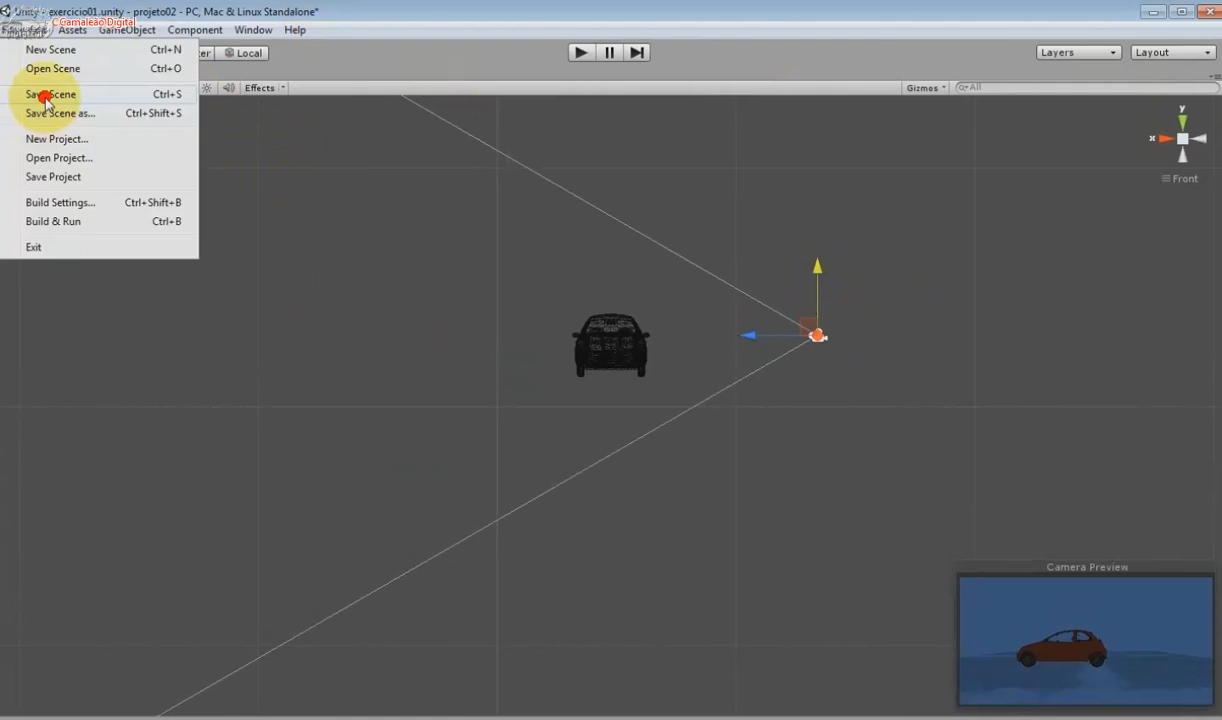 Unity - exercicio01.unity - projeto02 - PC, Mac & Linux Standalone*
Camaleão Digital
Assets GameObject Component Window Help
Local
Layers
Layout
Effects
Gizmos
All
New Scene Ctrl+N
Open Scene Ctrl+O
Save Scene Ctrl+S
Save Scene as... Ctrl+Shift+S
New Project...
Open Project...
Save Project
Build Settings... Ctrl+Shift+B
Build & Run Ctrl+B
Exit
y
x
Front
Camera Preview